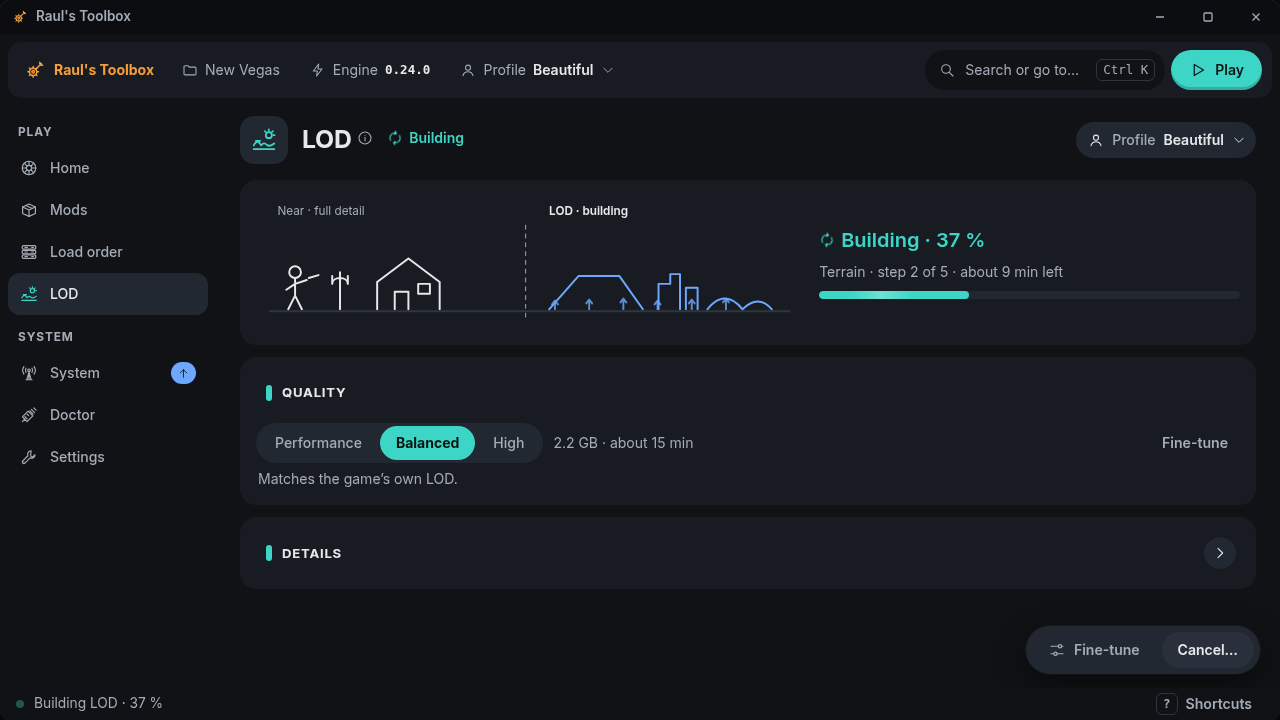 Raul's Toolbox
Raul's Toolbox
New Vegas
Engine 0.24.0
Profile Beautiful
Search or go to... Ctrl K
Play
PLAY
Home
Mods
Load order
LOD
SYSTEM
System
Doctor
Settings
LOD
Building
Profile Beautiful
Near · full detail
LOD · building
Building · 37 %
Terrain · step 2 of 5 · about 9 min left
QUALITY
Performance
Balanced
High
2.2 GB · about 15 min
Fine-tune
Matches the game’s own LOD.
DETAILS
Fine-tune
Cancel...
Building LOD · 37 %
? Shortcuts